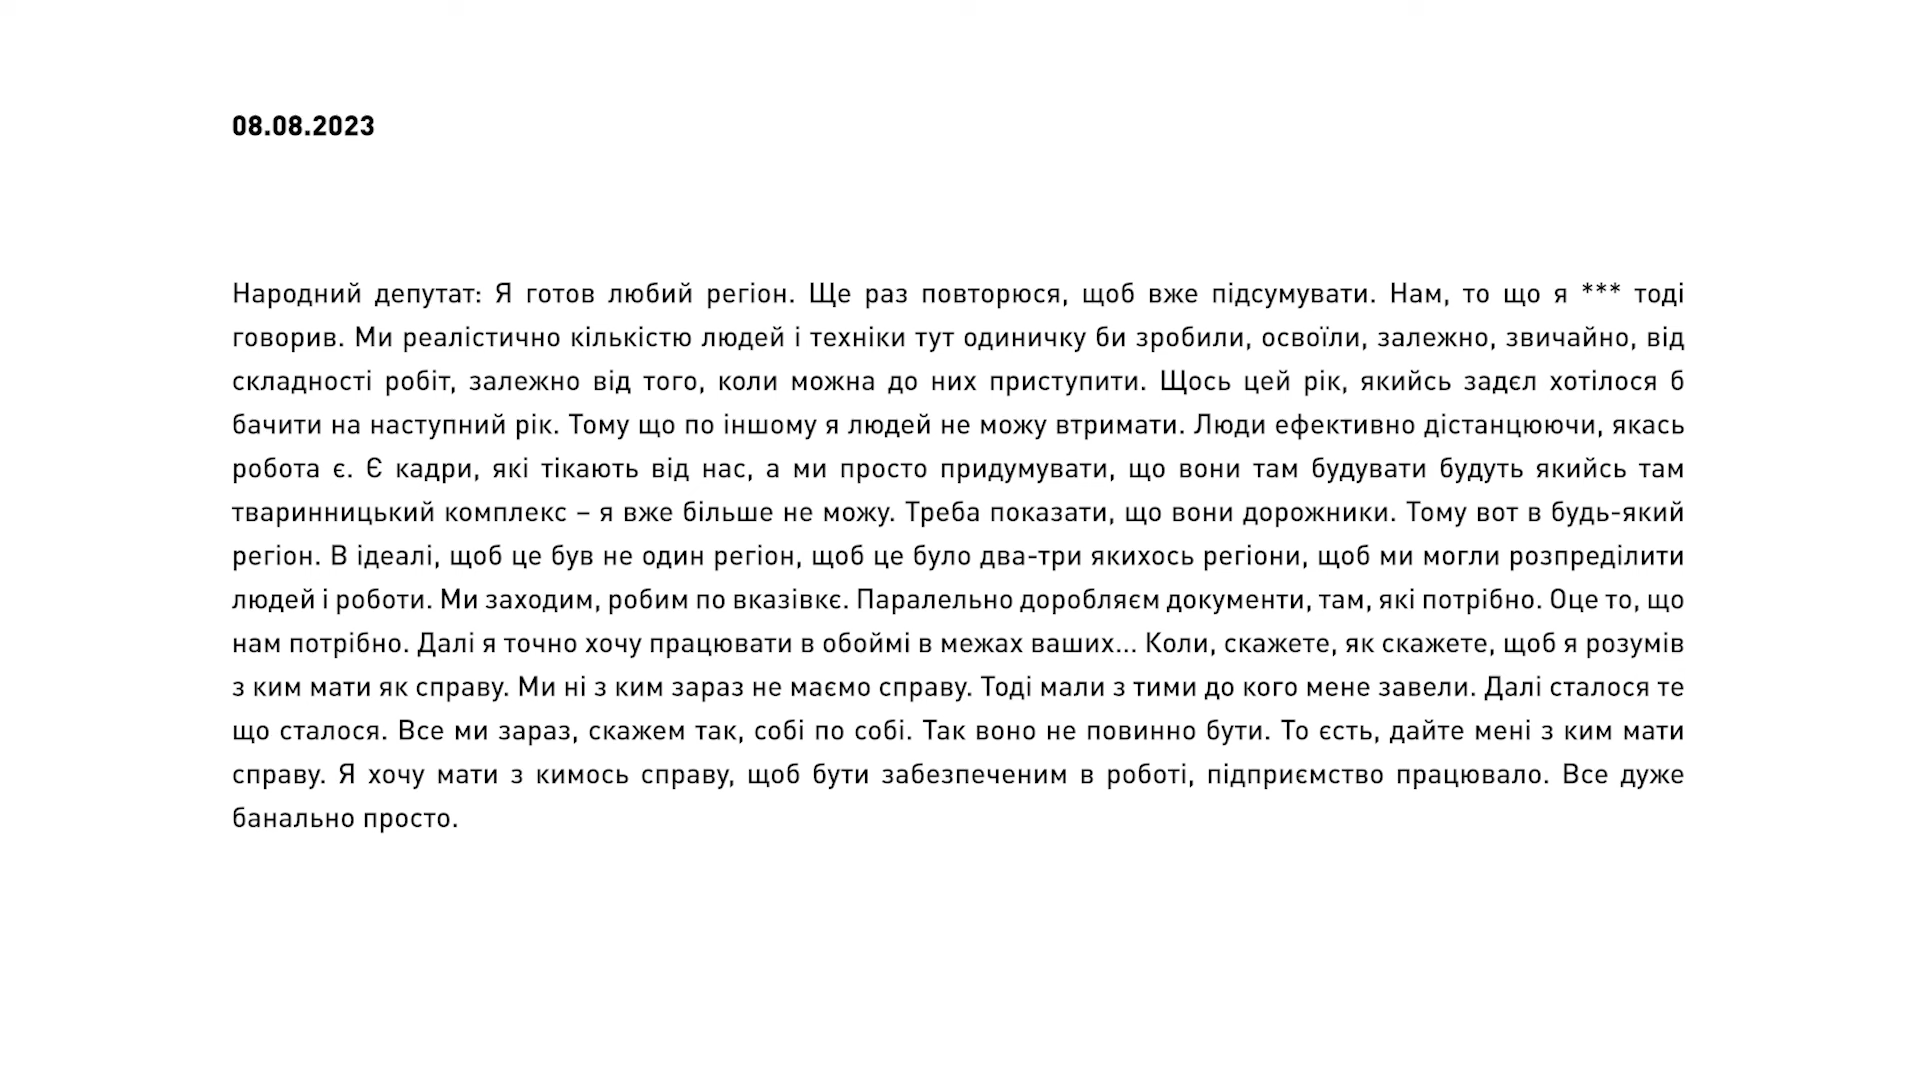 08.08.2023
Народний депутат: Я готов любий регіон. Ще раз повторюся, щоб вже підсумувати. Нам, то що я *** тоді
говорив. Ми реалістично кількістю людей і техніки тут одиничку би зробили, освоїли, залежно, звичайно, від
складності робіт, залежно від того, коли можна до них приступити. Щось цей рік, якийсь задєл хотілося б
бачити на наступний рік. Тому що по іншому я людей не можу втримати. Люди ефективно дістанцюючи, якась
робота є. Є кадри, які тікають від нас, а ми просто придумувати, що вони там будувати будуть якийсь там
тваринницький комплекс – я вже більше не можу. Треба показати, що вони дорожники. Тому вот в будь-який
регіон. В ідеалі, щоб це був не один регіон, щоб це було два-три якихось регіони, щоб ми могли розпреділити
людей і роботи. Ми заходим, робим по вказівкє. Паралельно доробляєм документи, там, які потрібно. Оце то, що
нам потрібно. Далі я точно хочу працювати в обоймі в межах ваших... Коли, скажете, як скажете, щоб я розумів
з ким мати як справу. Ми ні з ким зараз не маємо справу. Тоді мали з тими до кого мене завели. Далі сталося те
що сталося. Все ми зараз, скажем так, собі по собі. Так воно не повинно бути. То єсть, дайте мені з ким мати
справу. Я хочу мати з кимось справу, щоб бути забезпеченим в роботі, підприємство працювало. Все дуже
банально просто.